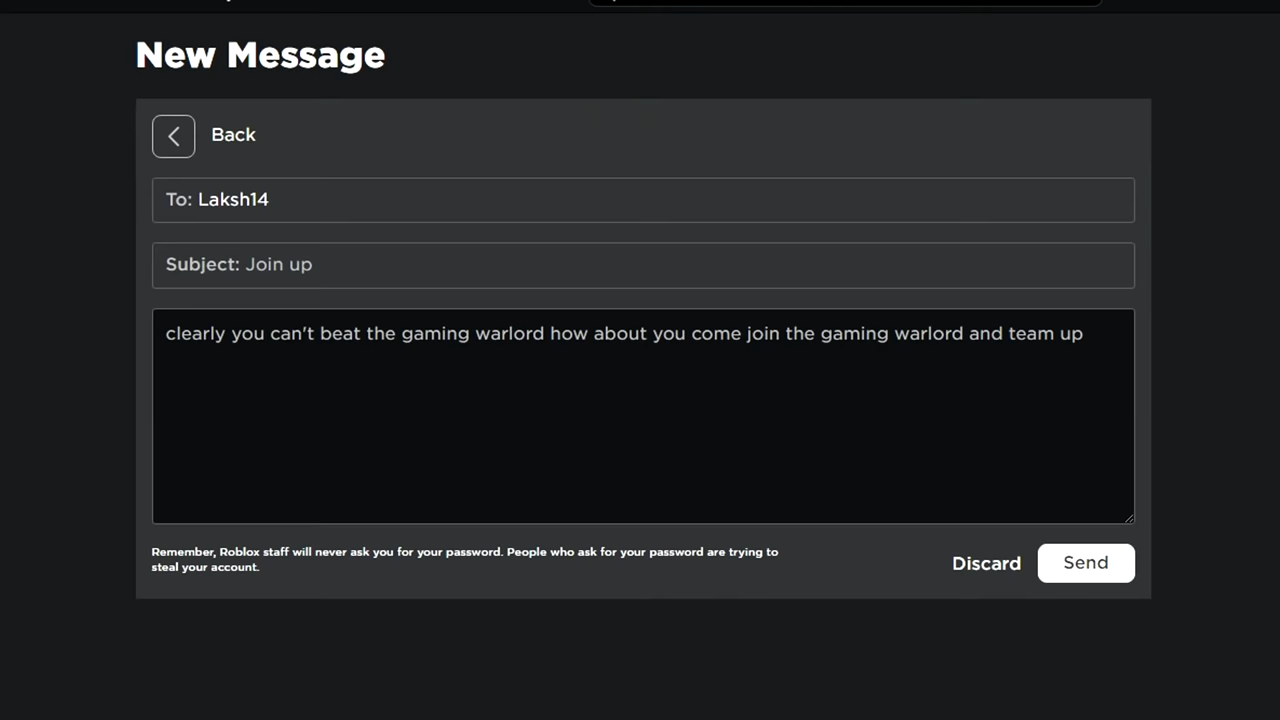 New Message
Back
To: Laksh14
Subject: Join up
clearly you can't beat the gaming warlord how about you come join the gaming warlord and team up
Remember, Roblox staff will never ask you for your password. People who ask for your password are trying to
steal your account.
Discard
Send